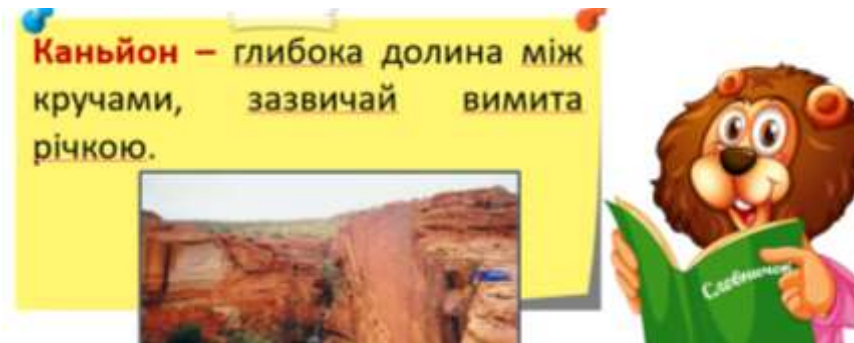 Каньйон – глибока долина між
кручами, зазвичай вимита
річкою.
Словничок